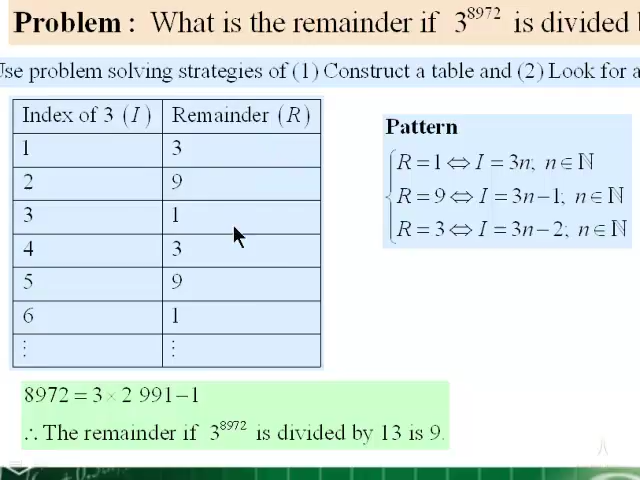 Problem : What is the remainder if 3^8972 is divided
Use problem solving strategies of (1) Construct a table and (2) Look for a
Index of 3 (I) Remainder (R)
1 3
2 9
3 1
4 3
5 9
6 1
⋮ ⋮
Pattern
R = 1 ⇔ I = 3n; n ∈ ℕ
R = 9 ⇔ I = 3n−1; n ∈ ℕ
R = 3 ⇔ I = 3n−2; n ∈ ℕ
8972 = 3 × 2 991 − 1
∴ The remainder if 3^8972 is divided by 13 is 9.